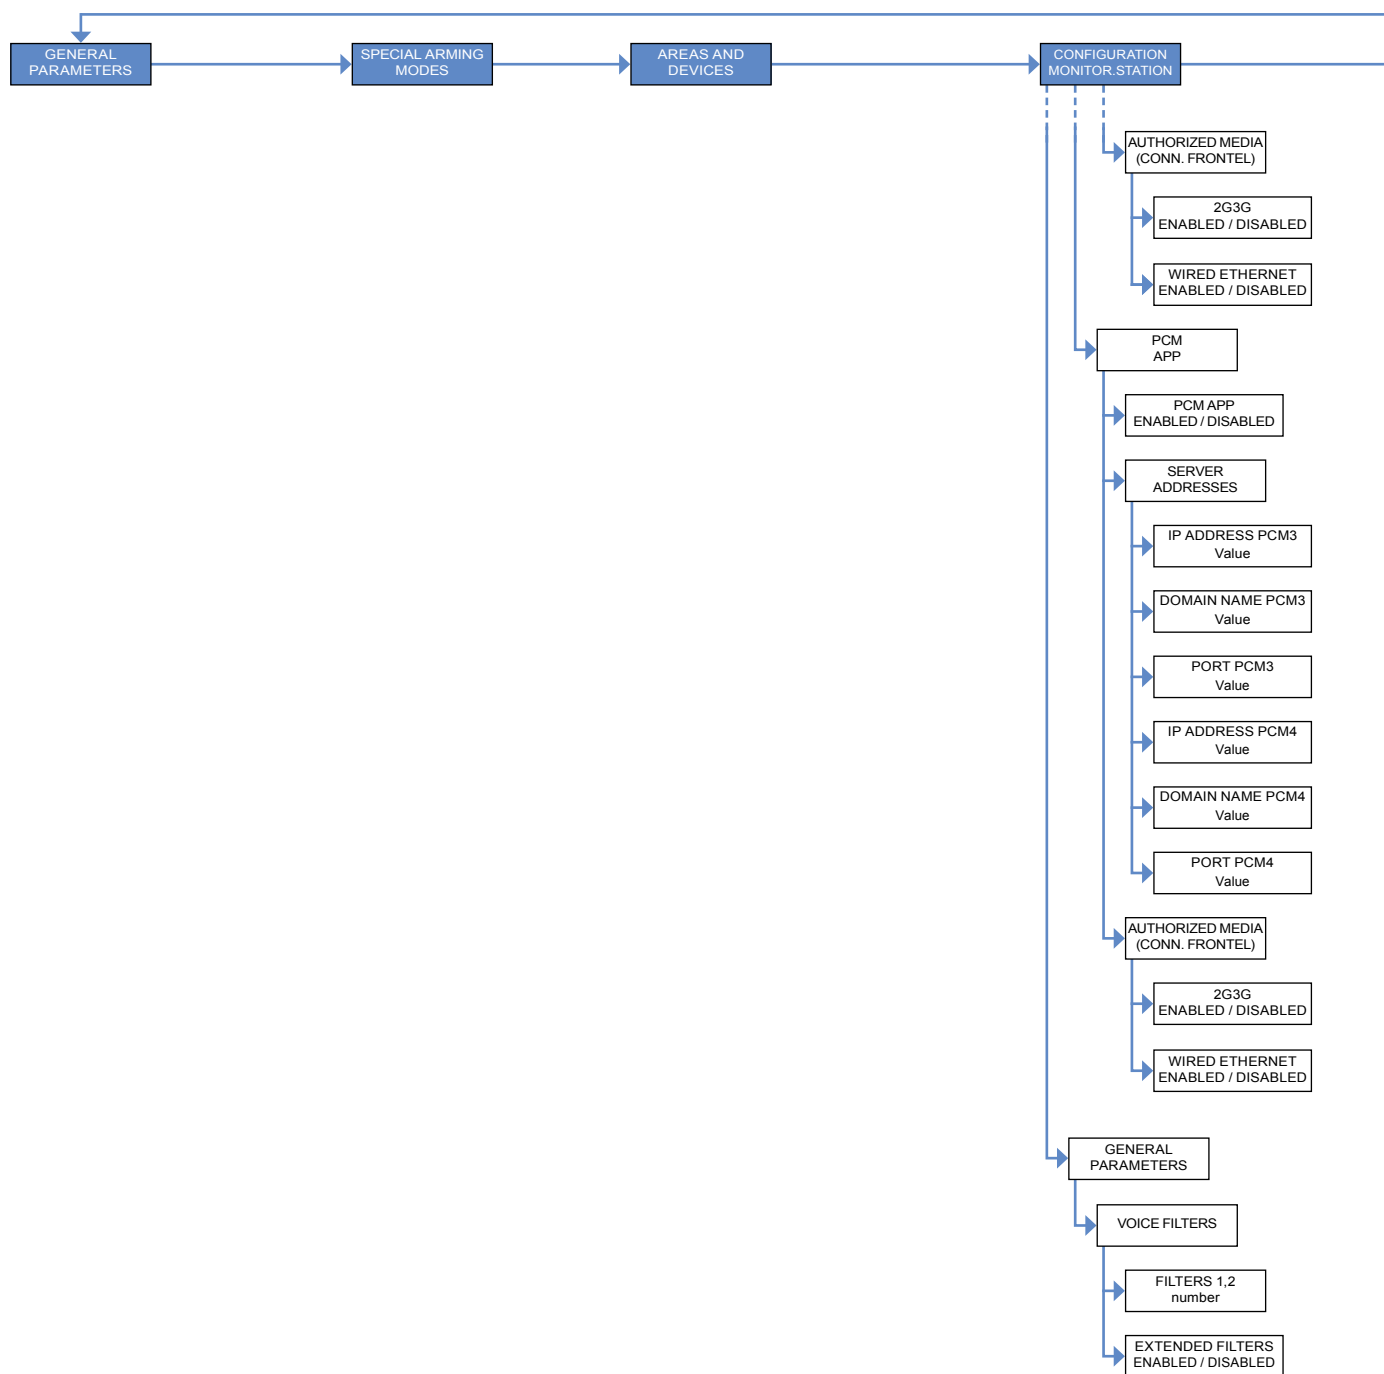 GENERAL
PARAMETERS
SPECIAL ARMING
MODES
AREAS AND
DEVICES
CONFIGURATION
MONITOR.STATION
AUTHORIZED MEDIA
(CONN. FRONTEL)
2G3G
ENABLED / DISABLED
WIRED ETHERNET
ENABLED / DISABLED
PCM
APP
PCM APP
ENABLED / DISABLED
SERVER
ADDRESSES
IP ADDRESS PCM3
Value
DOMAIN NAME PCM3
Value
PORT PCM3
Value
IP ADDRESS PCM4
Value
DOMAIN NAME PCM4
Value
PORT PCM4
Value
AUTHORIZED MEDIA
(CONN. FRONTEL)
2G3G
ENABLED / DISABLED
WIRED ETHERNET
ENABLED / DISABLED
GENERAL
PARAMETERS
VOICE FILTERS
FILTERS 1,2
number
EXTENDED FILTERS
ENABLED / DISABLED